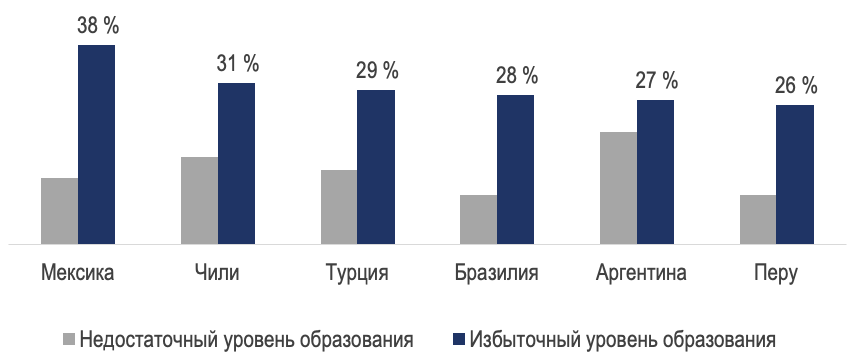 38 %
31 %
29 %
28 %
27 %
26 %
Мексика
Чили
Турция
Бразилия
Аргентина
Перу
Недостаточный уровень образования
Избыточный уровень образования